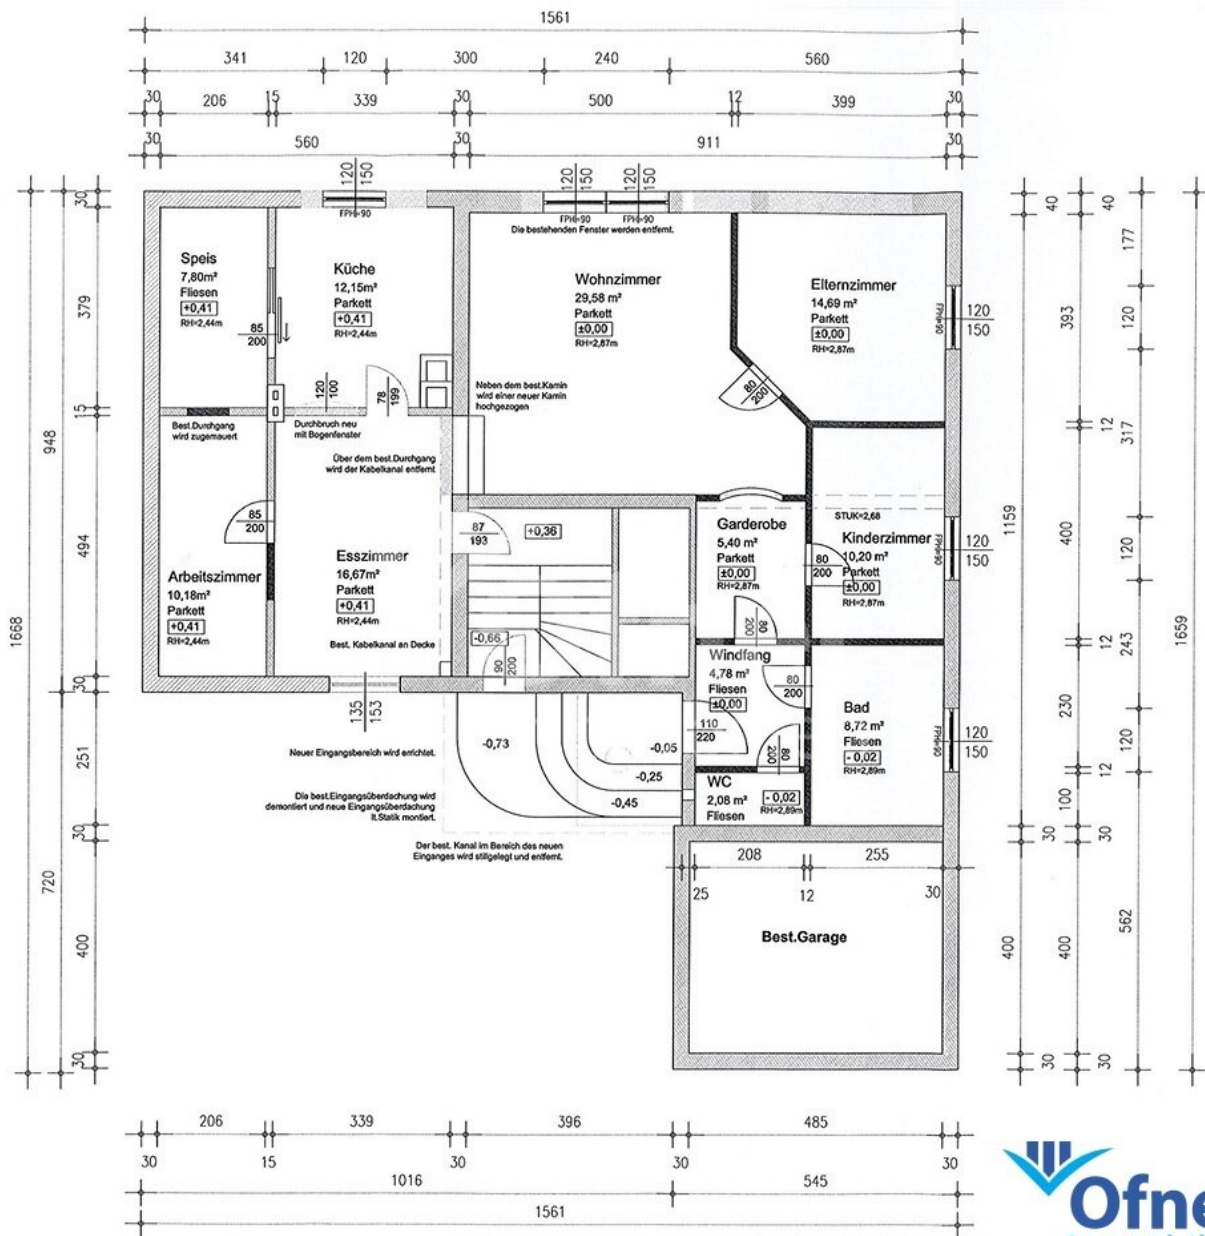 1561
341 120 300 240 560
30 206 15 339 30 500 12 399 30
30 560 30 911 30
120 150
FPH=90
120 150 120 150
FPH=90 FPH=90
Die bestehenden Fenster werden entfernt.
Speis
7,80m²
Fliesen
+0,41
RH=2,44m
85
200
Küche
12,15m²
Parkett
+0,41
RH=2,44m
120
100
78
199
Wohnzimmer
29,58 m²
Parkett
±0,00
RH=2,87m
Elternzimmer
14,69 m²
Parkett
±0,00
RH=2,87m
FPH=90
120
150
80
200
Neben dem best.Kamin
wird einer neuer Kamin
hochgezogen
Best.Durchgang
wird zugemauert
Durchbruch neu
mit Bogenfenster
Über dem best.Durchgang
wird der Kabelkanal entfernt
85
200
Arbeitszimmer
10,18m²
Parkett
+0,41
RH=2,44m
Esszimmer
16,67m²
Parkett
+0,41
RH=2,44m
Best. Kabelkanal an Decke
87
193
+0,36
-0,66
90
200
Garderobe
5,40 m²
Parkett
±0,00
RH=2,87m
80
200
STUK=2,68
Kinderzimmer
10,20 m²
Parkett
±0,00
RH=2,87m
80
200
FPH=90
120
150
Windfang
4,78 m²
Fliesen
±0,00
80
200
110
220
80
200
Bad
8,72 m²
Fliesen
- 0,02
RH=2,89m
FPH=90
120
150
WC
2,08 m²
Fliesen
- 0,02
RH=2,89m
135
153
-0,73
-0,05
-0,25
-0,45
Neuer Eingangsbereich wird errichtet.
Die best.Eingangsüberdachung wird
demontiert und neue Eingangsüberdachung
lt.Statik montiert.
Der best. Kanal im Bereich des neuen
Einganges wird stillgelegt und entfernt.
208 255
25 12 30
Best.Garage
1668
948 720
30 379 15 494 30 251 30 400 30
1159 400
40 393 12 400 12 230 12 100 30 400 30
40 177 120 317 120 243 120 562
12 12 12 30 30
30
1659
206 339 396 485
30 15 30 30 30
1016 545
1561
Ofne